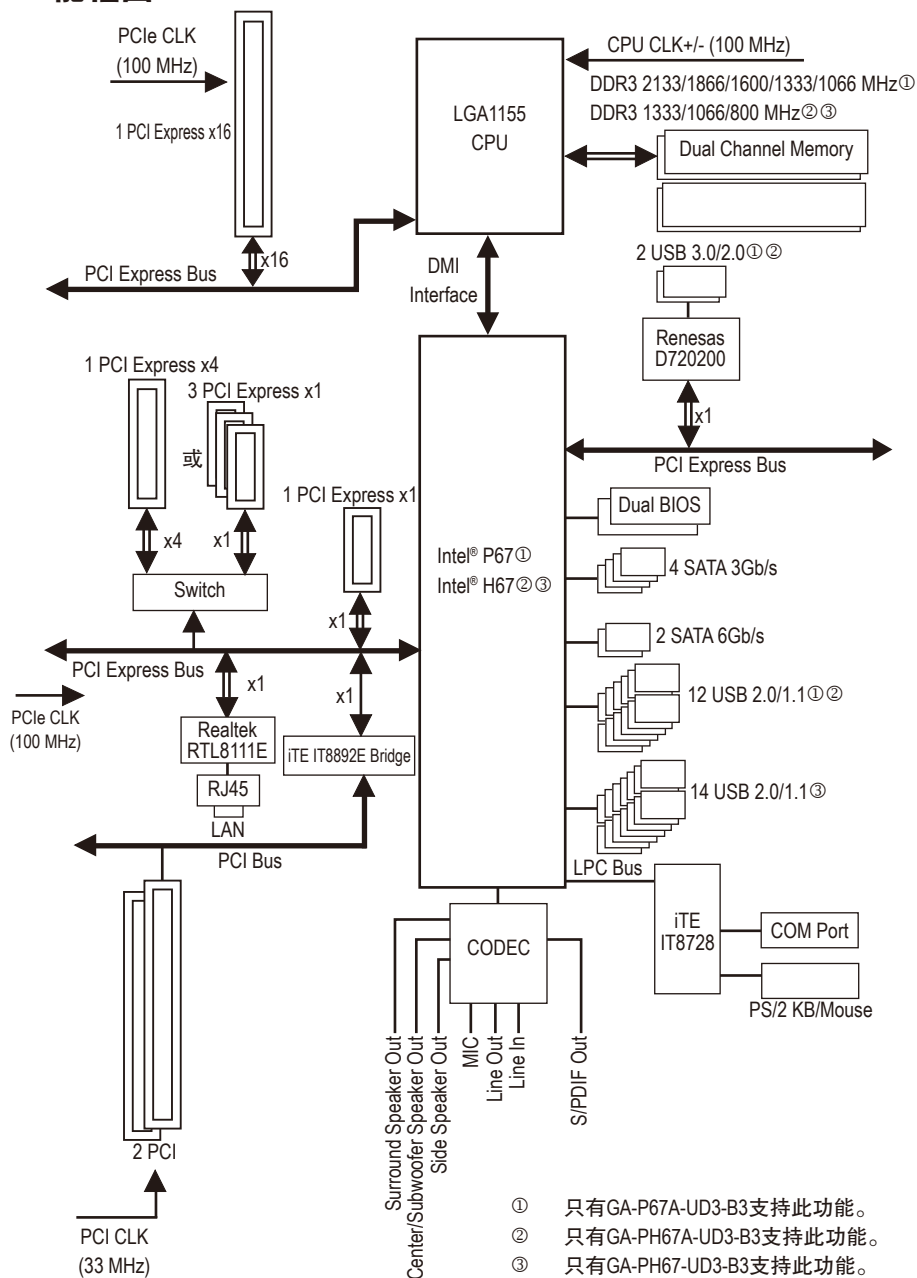 PCIe CLK
(100 MHz)
1 PCI Express x16
x16
PCI Express Bus
LGA1155
CPU
CPU CLK+/- (100 MHz)
DDR3 2133/1866/1600/1333/1066 MHz①
DDR3 1333/1066/800 MHz②③
Dual Channel Memory
DMI
Interface
2 USB 3.0/2.0①②
Renesas
D720200
x1
PCI Express Bus
1 PCI Express x4
3 PCI Express x1
或
1 PCI Express x1
x4
x1
Switch
x1
PCI Express Bus
x1
x1
PCIe CLK
(100 MHz)
Realtek
RTL8111E
iTE IT8892E Bridge
RJ45
LAN
PCI Bus
Intel® P67①
Intel® H67②③
Dual BIOS
4 SATA 3Gb/s
2 SATA 6Gb/s
12 USB 2.0/1.1①②
14 USB 2.0/1.1③
LPC Bus
iTE
IT8728
COM Port
PS/2 KB/Mouse
CODEC
Surround Speaker Out
Center/Subwoofer Speaker Out
Side Speaker Out
MIC
Line Out
Line In
S/PDIF Out
2 PCI
PCI CLK
(33 MHz)
① 只有GA-P67A-UD3-B3支持此功能。
② 只有GA-PH67A-UD3-B3支持此功能。
③ 只有GA-PH67-UD3-B3支持此功能。